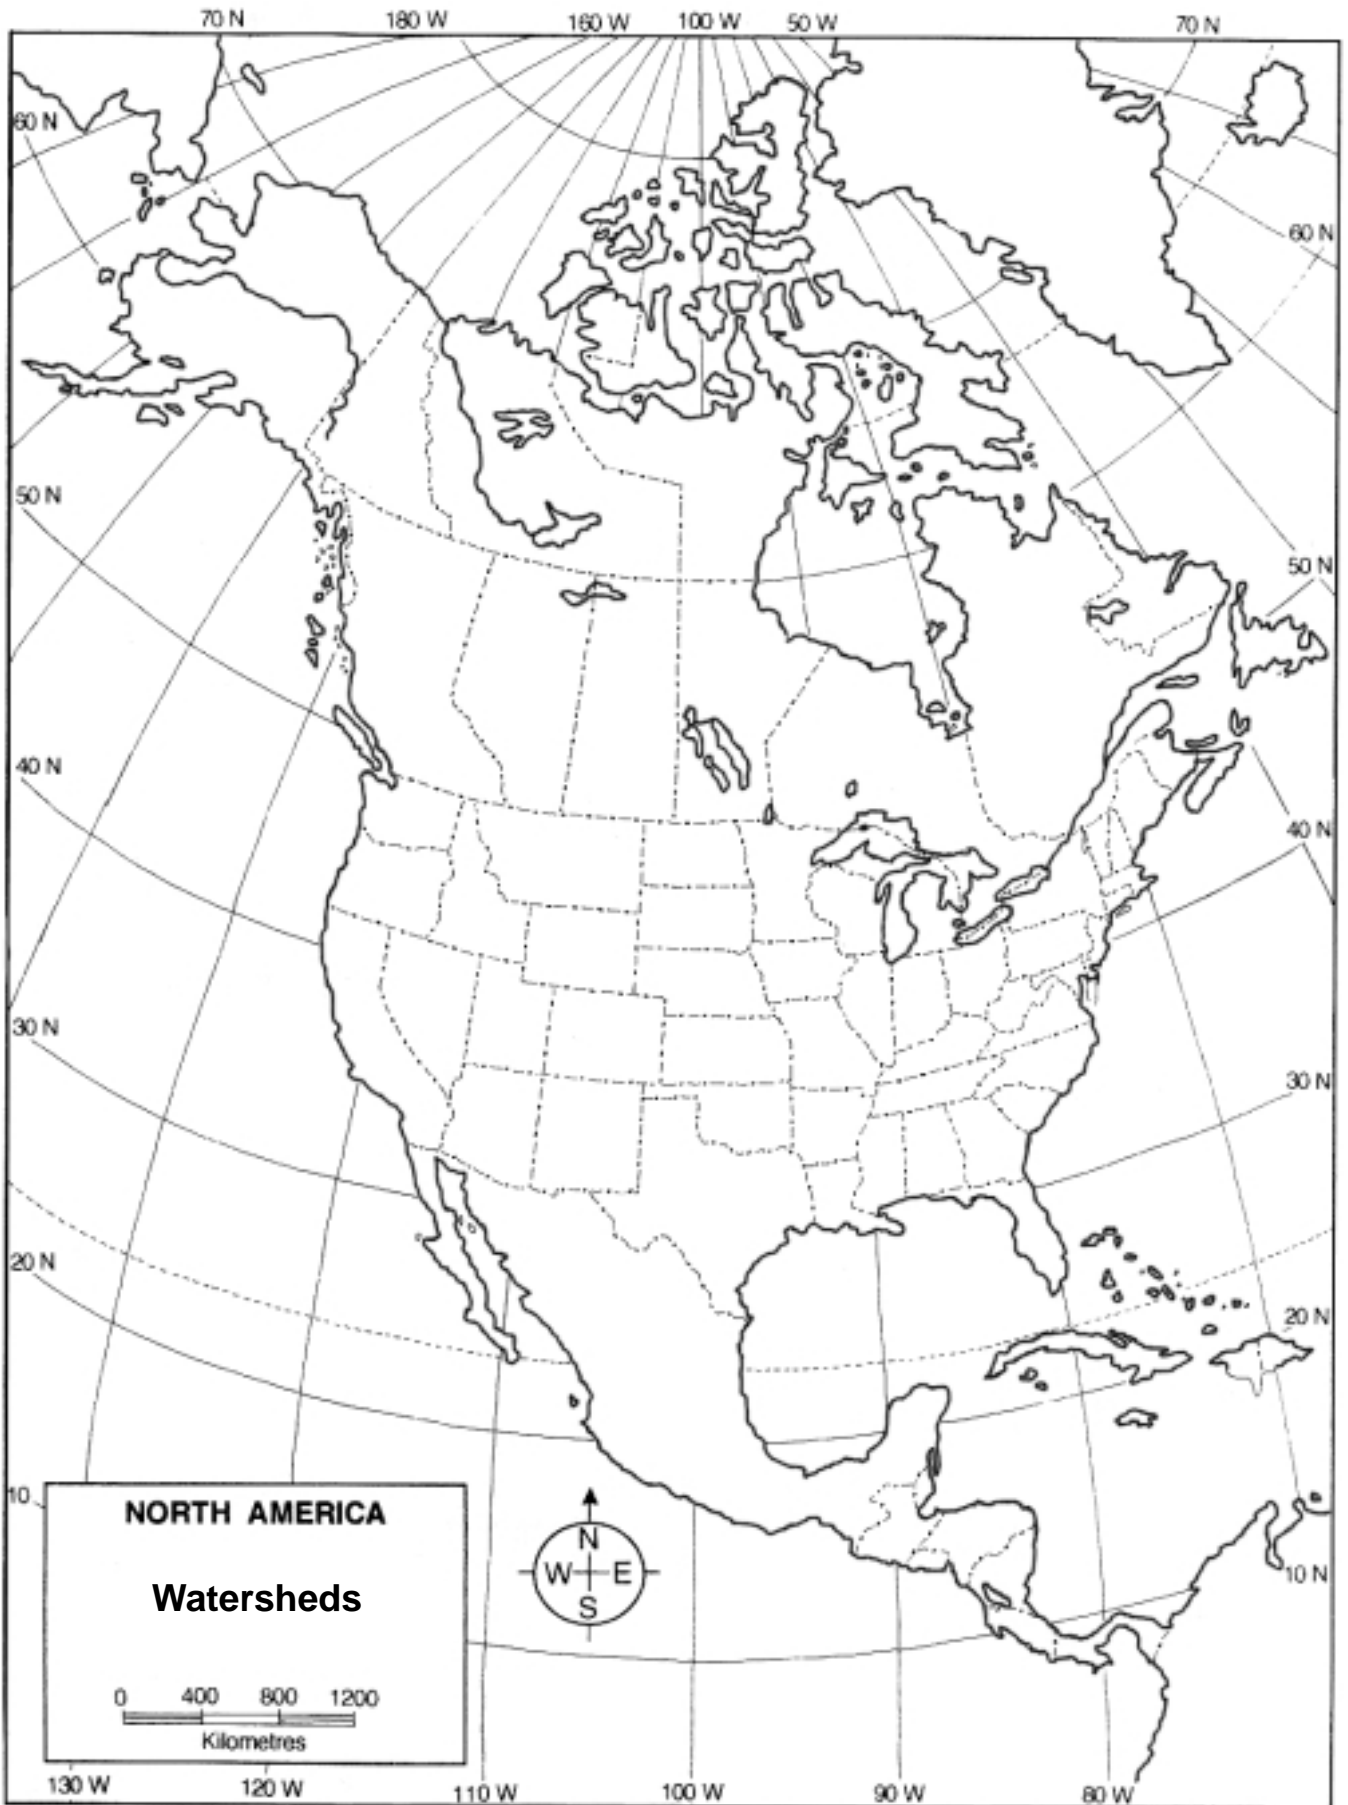 70 N 180 W 160 W 100 W 50 W 70 N
60 N
60 N
50 N
50 N
40 N
40 N
30 N
30 N
20 N
20 N
10
10 N
NORTH AMERICA
Watersheds
0 400 800 1200
Kilometres
N
W E
S
130 W 120 W 110 W 100 W 90 W 80 W